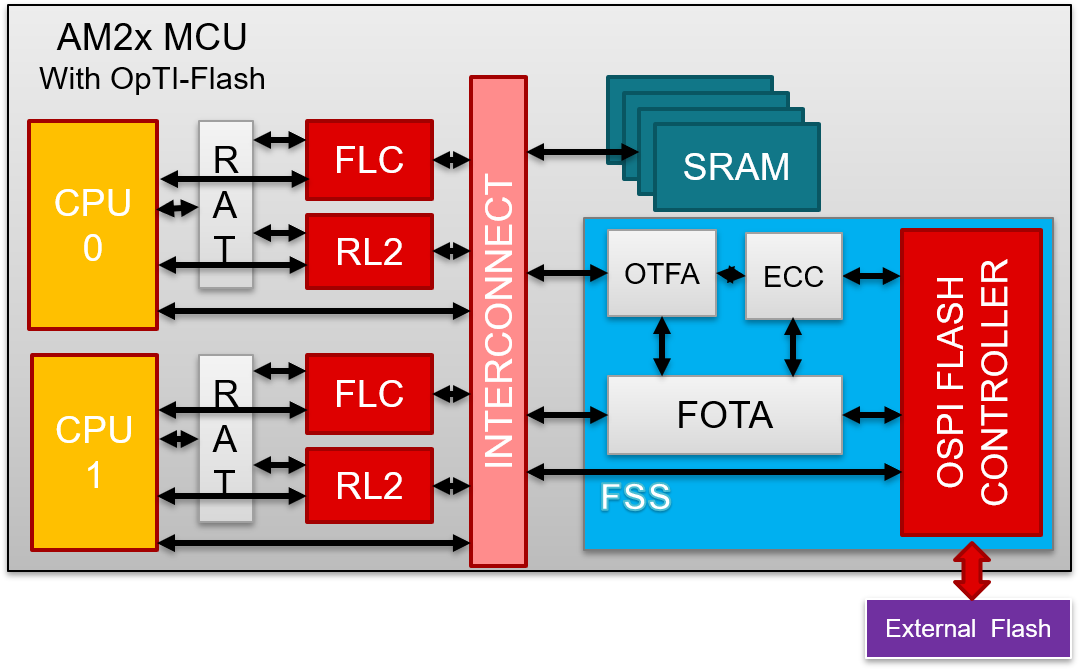 AM2x MCU
With OpTI-Flash
CPU
0
R
A
T
FLC
RL2
CPU
1
R
A
T
FLC
RL2
INTERCONNECT
SRAM
OTFA
ECC
FOTA
FSS
OSPI FLASH
CONTROLLER
External Flash